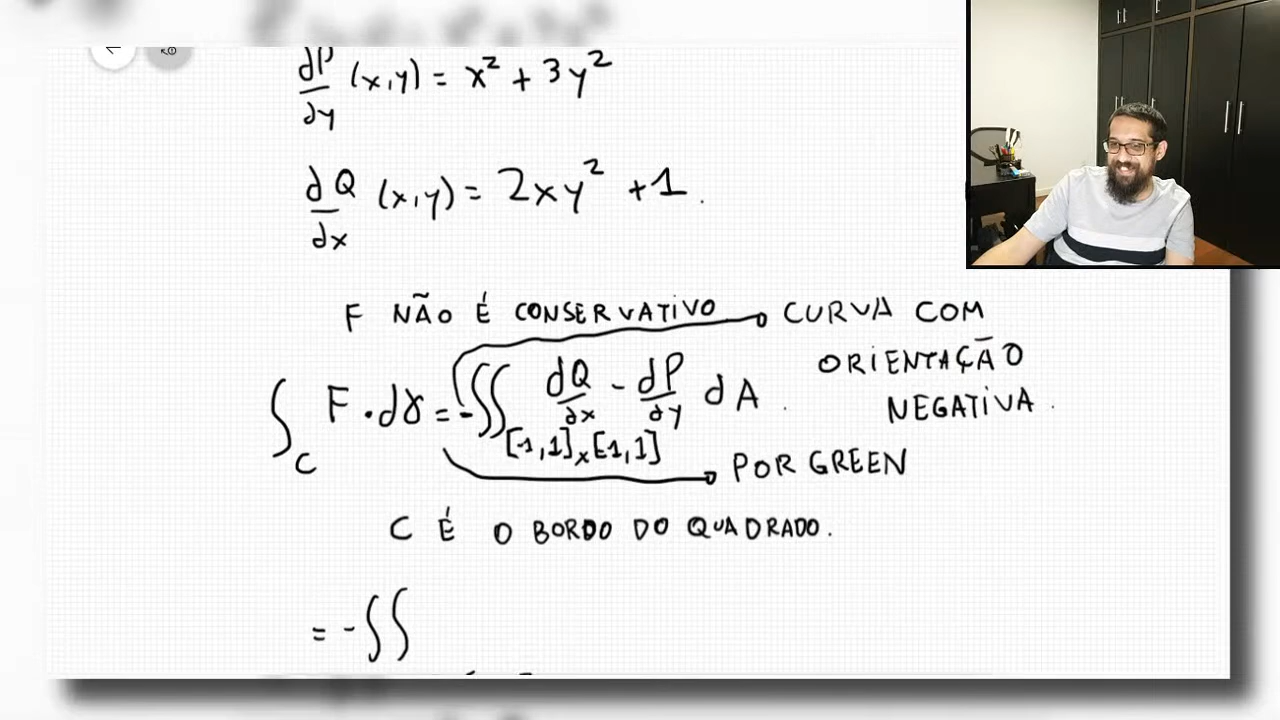 ∂P/∂y (x,y) = x² + 3y²
∂Q/∂x (x,y) = 2xy² + 1.
F NÃO É CONSERVATIVO → CURVA COM
ORIENTAÇÃO
NEGATIVA.
∫_C F · dγ = -∫∫_{[-1,1]×[-1,1]} ∂Q/∂x - ∂P/∂y dA.
POR GREEN
C É O BORDO DO QUADRADO.
= -∫∫